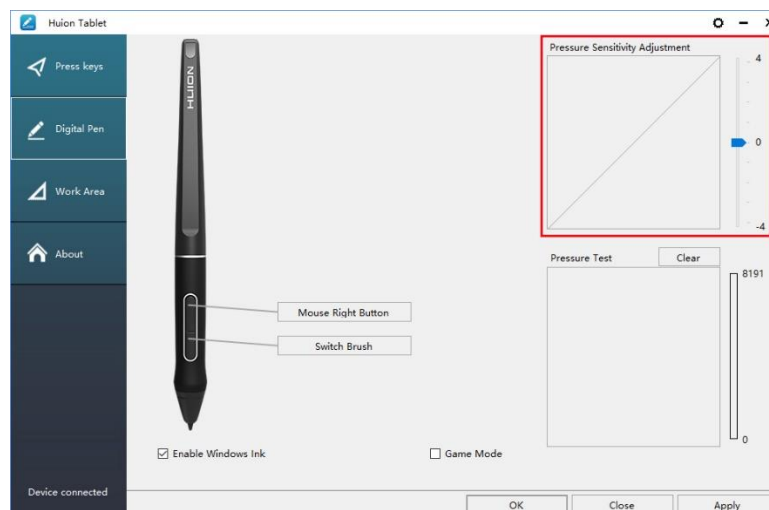 Huion Tablet
Press keys
Digital Pen
Work Area
About
Device connected
HUION
Mouse Right Button
Switch Brush
Enable Windows Ink
Game Mode
Pressure Sensitivity Adjustment
4
0
-4
Pressure Test
Clear
8191
0
OK
Close
Apply